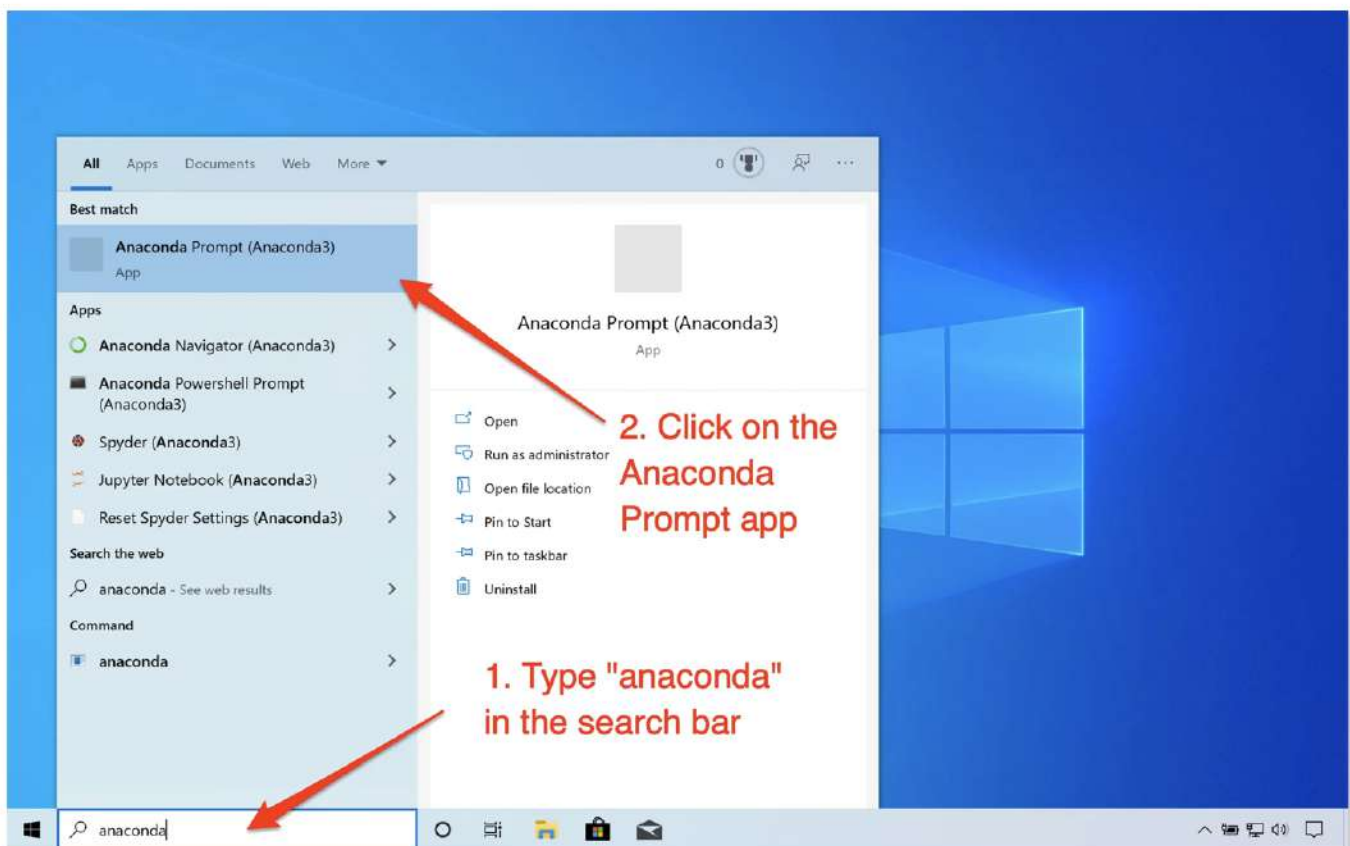 All Apps Documents Web More 0 ...
Best match
Anaconda Prompt (Anaconda3)
App
Apps
Anaconda Navigator (Anaconda3)
Anaconda Powershell Prompt
(Anaconda3)
Spyder (Anaconda3)
Jupyter Notebook (Anaconda3)
Reset Spyder Settings (Anaconda3)
Search the web
anaconda - See web results
Command
anaconda
Anaconda Prompt (Anaconda3)
App
Open
Run as administrator
Open file location
Pin to Start
Pin to taskbar
Uninstall
2. Click on the
Anaconda
Prompt app
1. Type "anaconda"
in the search bar
anaconda